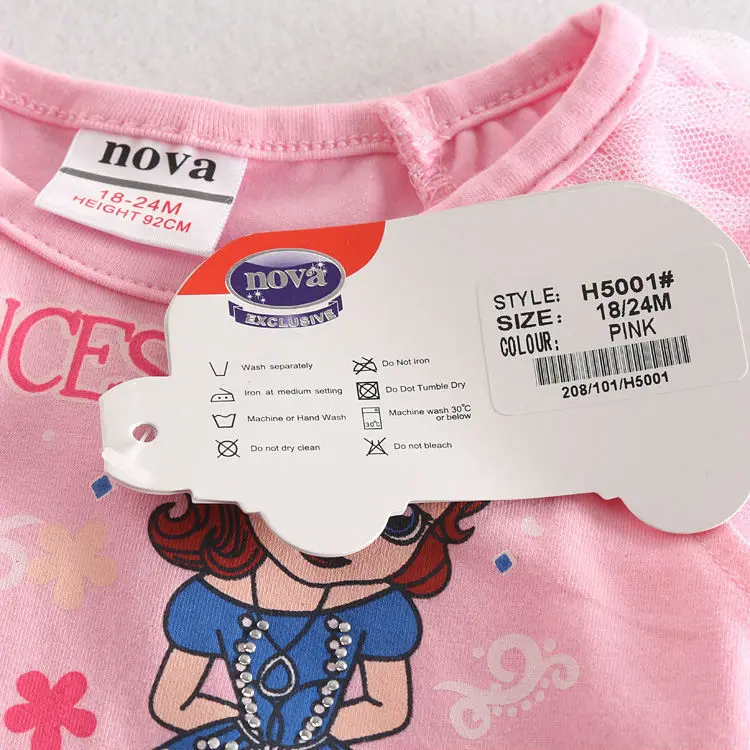 nova
18-24M
HEIGHT 92CM
nova
EXCLUSIVE
STYLE: H5001#
SIZE: 18/24M
COLOUR: PINK
208/101/H5001
Wash separately
Do Not Iron
Iron at medium setting
Do Dot Tumble Dry
Machine or Hand Wash
30°C
Machine wash 30°C
or below
Do not dry clean
Do not bleach
NCES